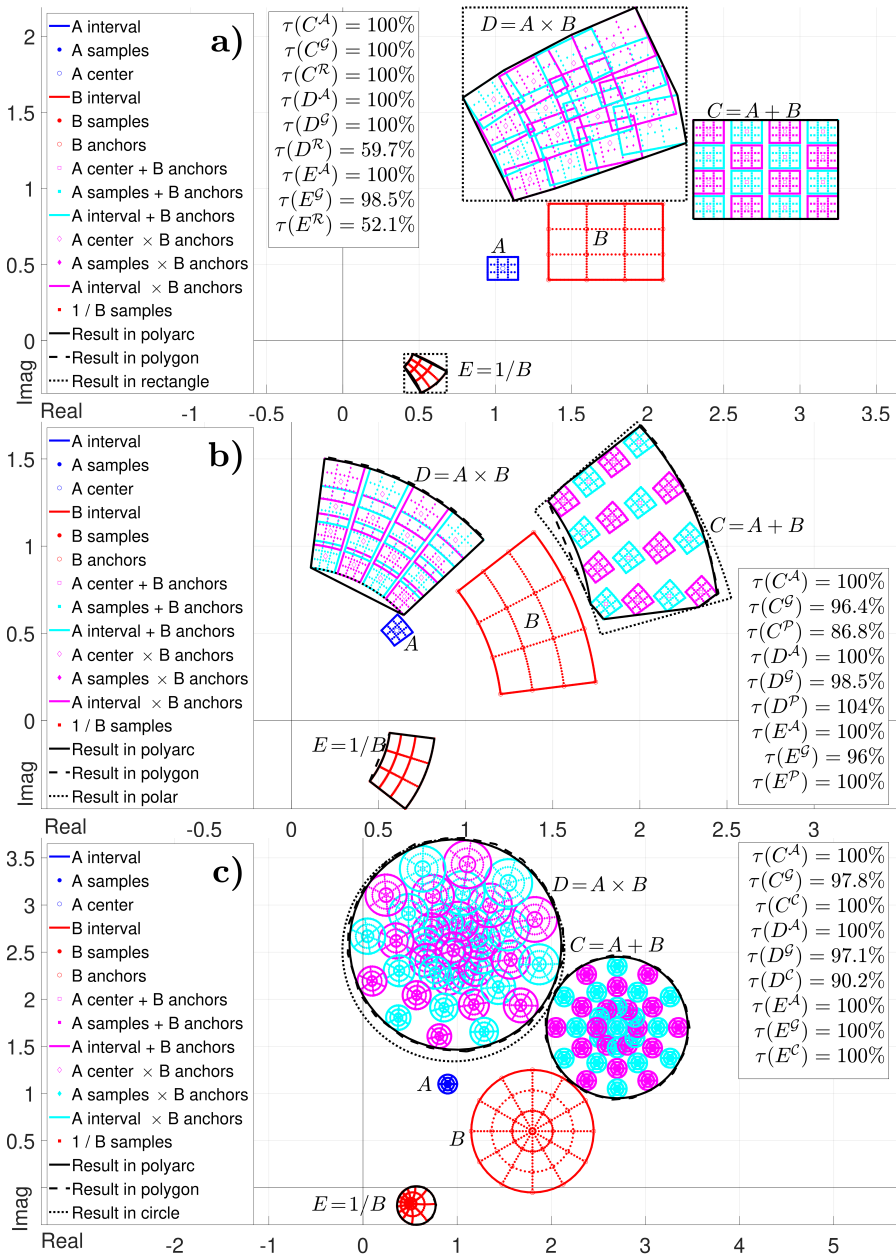 A interval
A samples
A center
B interval
B samples
B anchors
A center + B anchors
A samples + B anchors
A interval + B anchors
A center × B anchors
A samples × B anchors
A interval × B anchors
1 / B samples
Result in polyarc
Result in polygon
Result in rectangle
a)
τ(C^𝒜) = 100%
τ(C^𝒢) = 100%
τ(C^ℛ) = 100%
τ(D^𝒜) = 100%
τ(D^𝒢) = 100%
τ(D^ℛ) = 59.7%
τ(E^𝒜) = 100%
τ(E^𝒢) = 98.5%
τ(E^ℛ) = 52.1%
D = A × B
C = A + B
A
B
E = 1/B
2
1.5
1
0.5
0
Imag
Real
-1
-0.5
0
0.5
1
1.5
2
2.5
3
3.5
A interval
A samples
A center
B interval
B samples
B anchors
A center + B anchors
A samples + B anchors
A interval + B anchors
A center × B anchors
A samples × B anchors
A interval × B anchors
1 / B samples
Result in polyarc
Result in polygon
Result in polar
b)
D = A × B
C = A + B
B
A
E = 1/B
τ(C^𝒜) = 100%
τ(C^𝒢) = 96.4%
τ(C^𝒫) = 86.8%
τ(D^𝒜) = 100%
τ(D^𝒢) = 98.5%
τ(D^𝒫) = 104%
τ(E^𝒜) = 100%
τ(E^𝒢) = 96%
τ(E^𝒫) = 100%
1.5
1
0.5
0
Imag
Real
-0.5
0
0.5
1
1.5
2
2.5
3
A interval
A samples
A center
B interval
B samples
B anchors
A center + B anchors
A samples + B anchors
A interval + B anchors
A center × B anchors
A samples × B anchors
A interval × B anchors
1 / B samples
Result in polyarc
Result in polygon
Result in circle
c)
D = A × B
C = A + B
A
B
E = 1/B
τ(C^𝒜) = 100%
τ(C^𝒢) = 97.8%
τ(C^𝒞) = 100%
τ(D^𝒜) = 100%
τ(D^𝒢) = 97.1%
τ(D^𝒞) = 90.2%
τ(E^𝒜) = 100%
τ(E^𝒢) = 100%
τ(E^𝒞) = 100%
3.5
3
2.5
2
1.5
1
0.5
Imag
Real
-2
-1
0
1
2
3
4
5